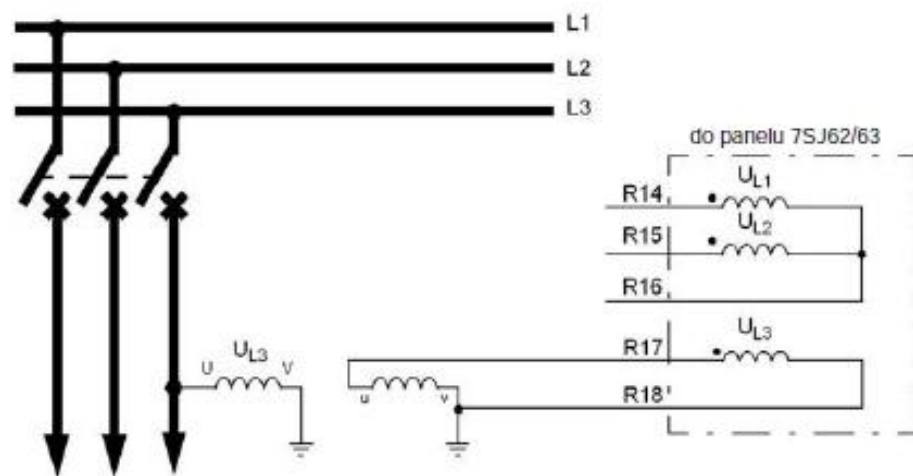 L1
L2
L3
do panelu 7SJ62/63
R14
UL1
R15
UL2
R16
R17
UL3
R18
UL3
U V
u v